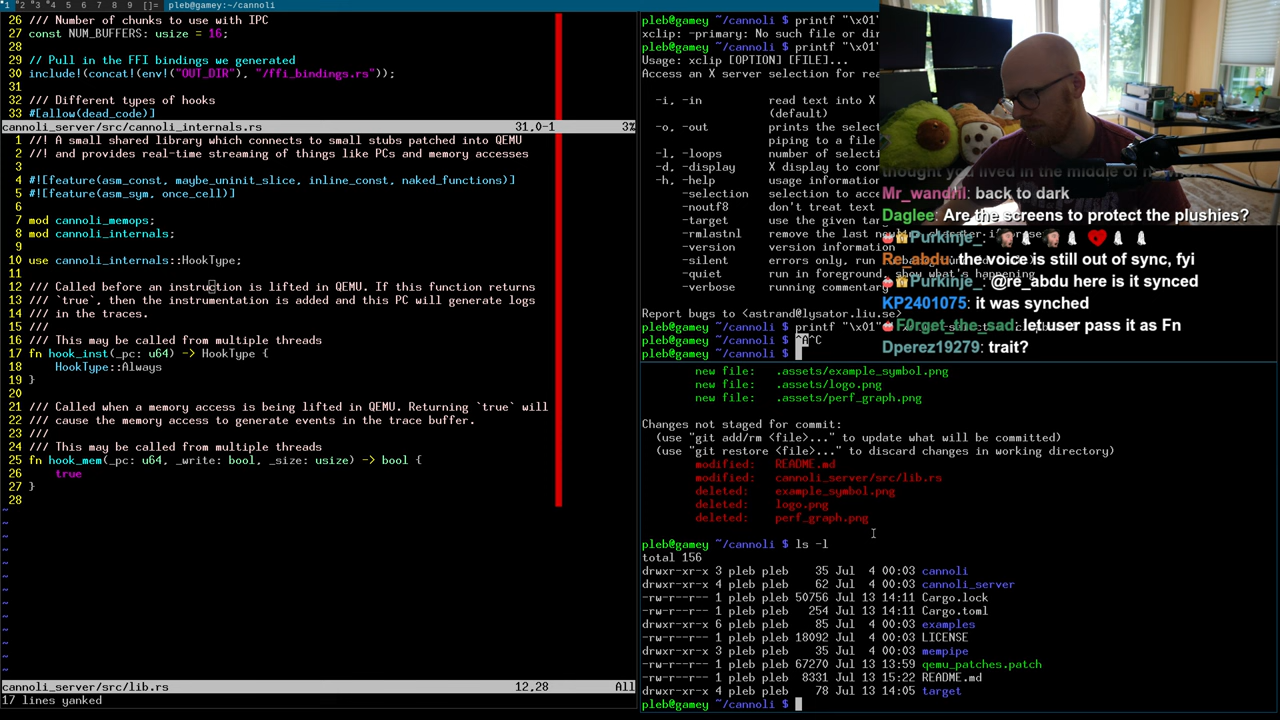 1 2 3 4 5 6 7 8 9 []= pleb@gamey:~/cannoli
26 /// Number of chunks to use with IPC
27 const NUM_BUFFERS: usize = 16;
28
29 // Pull in the FFI bindings we generated
30 include!(concat!(env!("OUT_DIR"), "/ffi_bindings.rs"));
31
32 /// Different types of hooks
33 #[allow(dead_code)]
cannoli_server/src/cannoli_internals.rs 31,0-1 3%
1 //! A small shared library which connects to small stubs patched into QEMU
2 //! and provides real-time streaming of things like PCs and memory accesses
3
4 #![feature(asm_const, maybe_uninit_slice, inline_const, naked_functions)]
5 #![feature(asm_sym, once_cell)]
6
7 mod cannoli_memops;
8 mod cannoli_internals;
9
10 use cannoli_internals::HookType;
11
12 /// Called before an instruction is lifted in QEMU. If this function returns
13 /// `true`, then the instrumentation is added and this PC will generate logs
14 /// in the traces.
15 ///
16 /// This may be called from multiple threads
17 fn hook_inst(_pc: u64) -> HookType {
18 HookType::Always
19 }
20
21 /// Called when a memory access is being lifted in QEMU. Returning `true` will
22 /// cause the memory access to generate events in the trace buffer.
23 ///
24 /// This may be called from multiple threads
25 fn hook_mem(_pc: u64, _write: bool, _size: usize) -> bool {
26 true
27 }
28
~
~
~
~
~
~
~
~
~
~
~
~
~
cannoli_server/src/lib.rs 12,28 All
17 lines yanked
pleb@gamey ~/cannoli $ printf "\x01"
xclip: -primary: No such file or dir
pleb@gamey ~/cannoli $ printf "\x01"
Usage: xclip [OPTION] [FILE]...
Access an X server selection for rea
-i, -in read text into X
(default)
-o, -out prints the select
piping to a file
-l, -loops number of selecti
-d, -display X display to conn
-h, -help usage information
-selection selection to acce
-noutf8 don't treat text
-target use the given tar
-rmlastnl remove the last
-version version information
-silent errors only, run
-quiet run in foreground, show what's happening
-verbose running commentary
Report bugs to <astrand@lysator.liu.se>
pleb@gamey ~/cannoli $ printf "\x01"
^A^C
pleb@gamey ~/cannoli $
thought you lived in the middle of
Mr_wandril: back to dark
Daglee: Are the screens to protect the plushies?
Purkinje_:
Re_abdu: the voice is still out of sync, fyi
Purkinje_: @re_abdu here is it synced
KP2401075: it was synched
F0rget_the_sad: let user pass it as Fn
Dperez19279: trait?
new file: .assets/example_symbol.png
new file: .assets/logo.png
new file: .assets/perf_graph.png
Changes not staged for commit:
(use "git add/rm <file>..." to update what will be committed)
(use "git restore <file>..." to discard changes in working directory)
modified: README.md
modified: cannoli_server/src/lib.rs
deleted: example_symbol.png
deleted: logo.png
deleted: perf_graph.png
pleb@gamey ~/cannoli $ ls -l
total 156
drwxr-xr-x 3 pleb pleb 35 Jul 4 00:03 cannoli
drwxr-xr-x 4 pleb pleb 62 Jul 4 00:03 cannoli_server
-rw-r--r-- 1 pleb pleb 50756 Jul 13 14:11 Cargo.lock
-rw-r--r-- 1 pleb pleb 254 Jul 13 14:11 Cargo.toml
drwxr-xr-x 6 pleb pleb 85 Jul 4 00:03 examples
-rw-r--r-- 1 pleb pleb 18092 Jul 4 00:03 LICENSE
drwxr-xr-x 3 pleb pleb 35 Jul 4 00:03 mempipe
-rw-r--r-- 1 pleb pleb 67270 Jul 13 13:59 qemu_patches.patch
-rw-r--r-- 1 pleb pleb 8331 Jul 13 15:22 README.md
drwxr-xr-x 4 pleb pleb 78 Jul 13 14:05 target
pleb@gamey ~/cannoli $